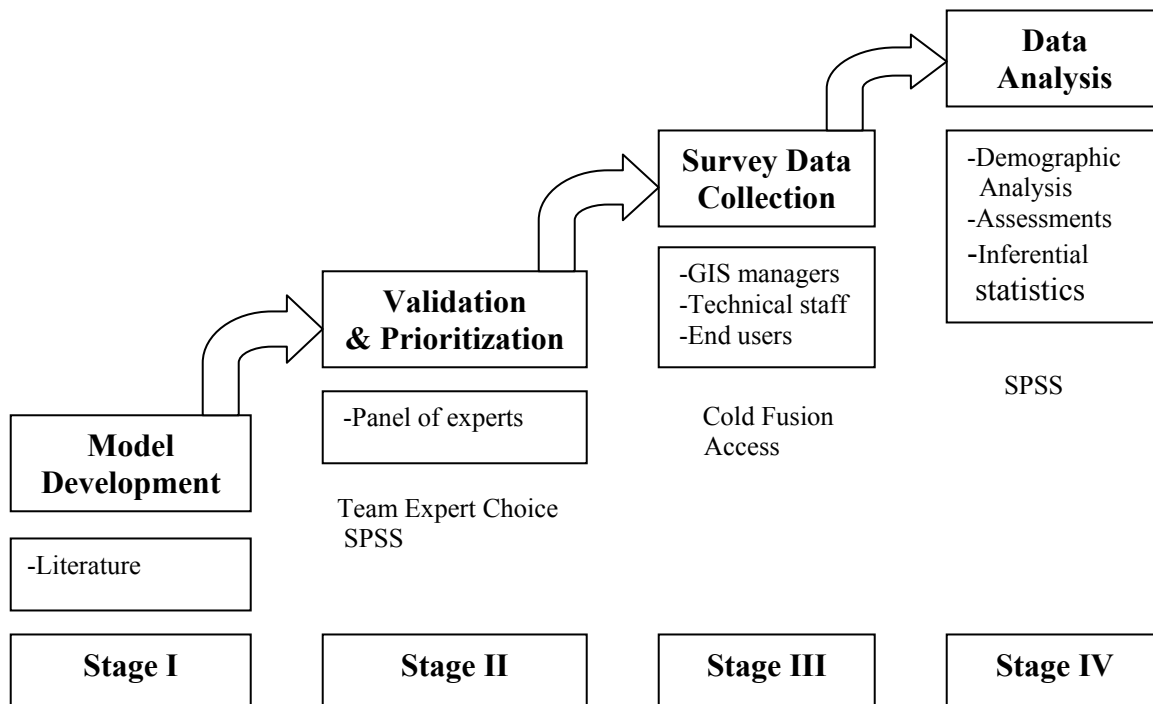 Data
Analysis
-Demographic
Analysis
-Assessments
-Inferential
statistics
SPSS
Survey Data
Collection
-GIS managers
-Technical staff
-End users
Cold Fusion
Access
Validation
& Prioritization
-Panel of experts
Team Expert Choice
SPSS
Model
Development
-Literature
Stage I
Stage II
Stage III
Stage IV